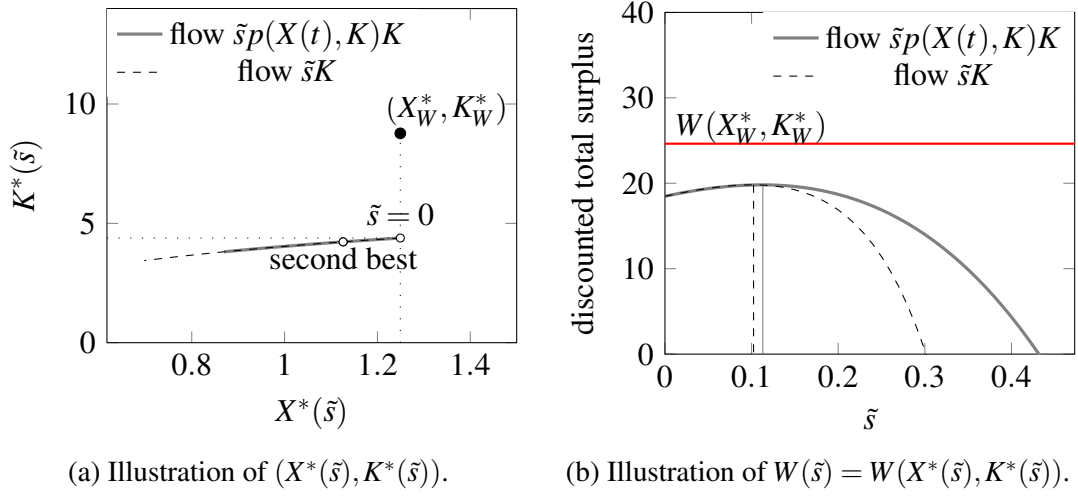 flow s̃p(X(t), K)K
flow s̃K
(X*_W, K*_W)
s̃ = 0
second best
0
5
10
0.8
1
1.2
1.4
K*(s̃)
X*(s̃)
(a) Illustration of (X*(s̃), K*(s̃)).
flow s̃p(X(t), K)K
flow s̃K
W(X*_W, K*_W)
40
30
20
10
0
0
0.1
0.2
0.3
0.4
discounted total surplus
s̃
(b) Illustration of W(s̃) = W(X*(s̃), K*(s̃)).